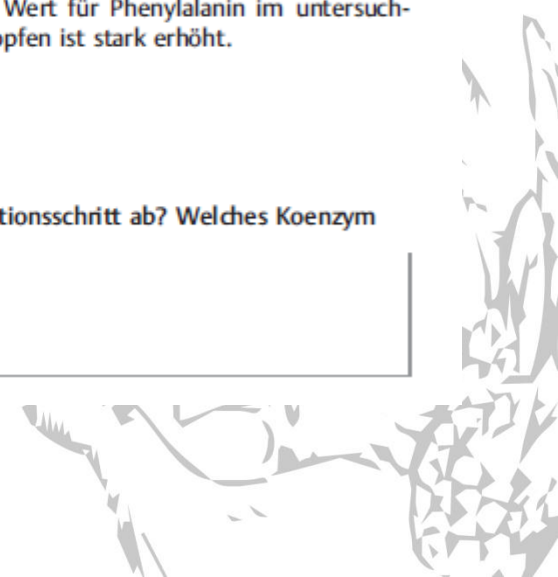 Wert für Phenylalanin im untersuch-
opfen ist stark erhöht.
tionsschritt ab? Welches Koenzym